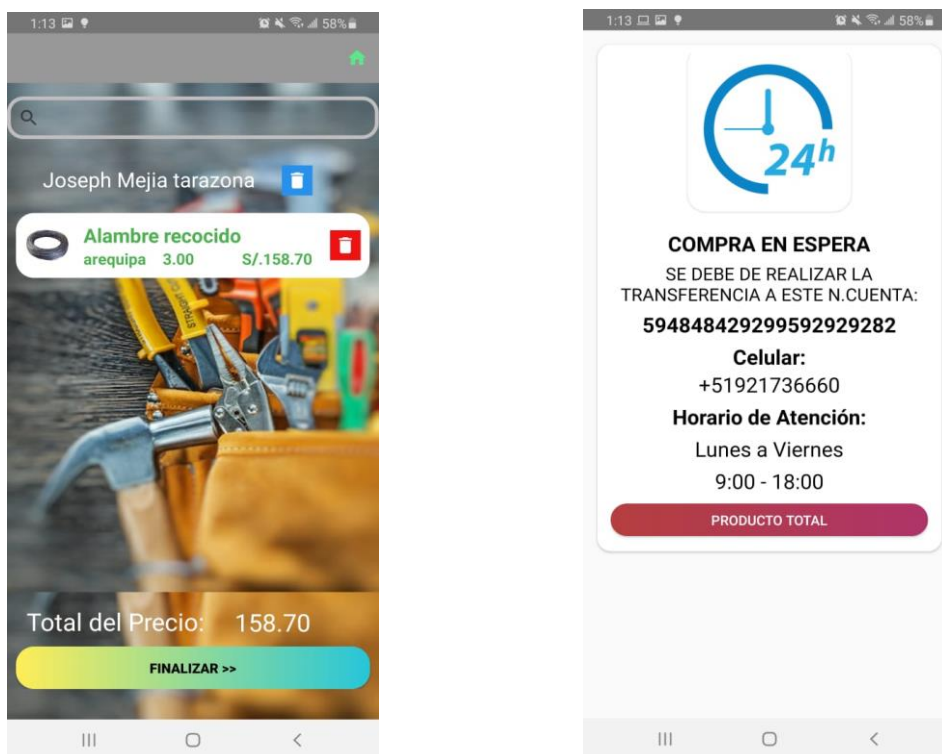 1:13
58%
Joseph Mejia tarazona
Alambre recocido
arequipa 3.00 S/.158.70
STRAIGHT CUT
Total del Precio: 158.70
FINALIZAR >>
1:13
58%
24h
COMPRA EN ESPERA
SE DEBE DE REALIZAR LA
TRANSFERENCIA A ESTE N.CUENTA:
594848429299592929282
Celular:
+51921736660
Horario de Atención:
Lunes a Viernes
9:00 - 18:00
PRODUCTO TOTAL